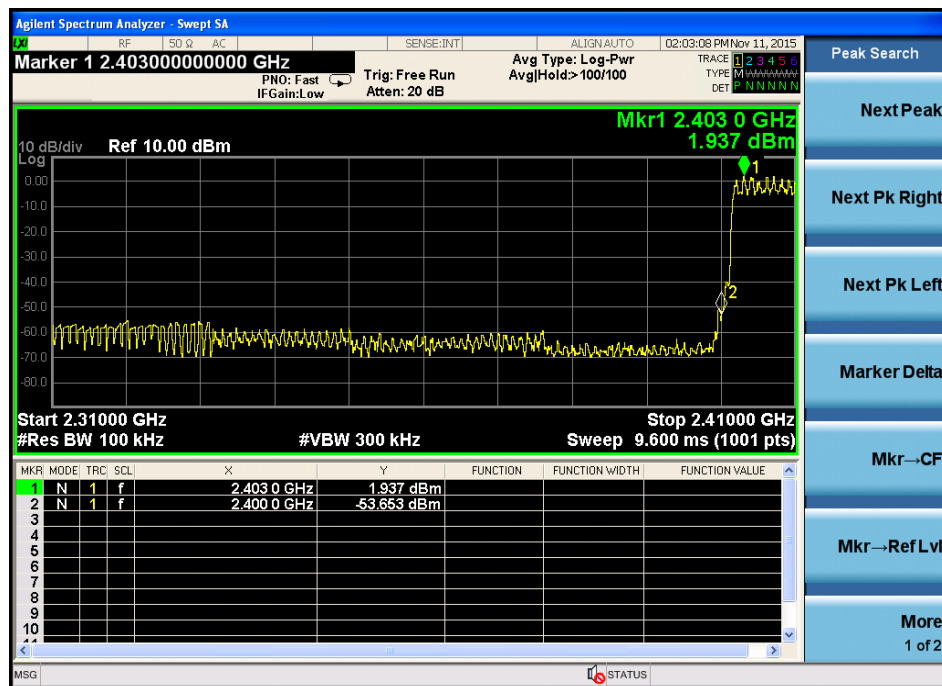 Agilent Spectrum Analyzer - Swept SA
LXI RF 50 Ω AC SENSE:INT ALIGN AUTO 02:03:08 PM Nov 11, 2015
Marker 1 2.403000000000 GHz
PNO: Fast
IFGain:Low
Trig: Free Run
Atten: 20 dB
Avg Type: Log-Pwr
Avg|Hold:>100/100
TRACE 1 2 3 4 5 6
TYPE M WWWWW
DET P N N N N N
Peak Search
Next Peak
Next Pk Right
Next Pk Left
Marker Delta
Mkr→CF
Mkr→Ref Lvl
More
1 of 2
Mkr1 2.403 0 GHz
1.937 dBm
10 dB/div Ref 10.00 dBm
Log
0.00
-10.0
-20.0
-30.0
-40.0
-50.0
-60.0
-70.0
-80.0
1
2
Start 2.31000 GHz Stop 2.41000 GHz
#Res BW 100 kHz #VBW 300 kHz Sweep 9.600 ms (1001 pts)
MKR MODE TRC SCL X Y FUNCTION FUNCTION WIDTH FUNCTION VALUE
1 N 1 f 2.403 0 GHz 1.937 dBm
2 N 1 f 2.400 0 GHz -53.653 dBm
3
4
5
6
7
8
9
10
11
MSG STATUS